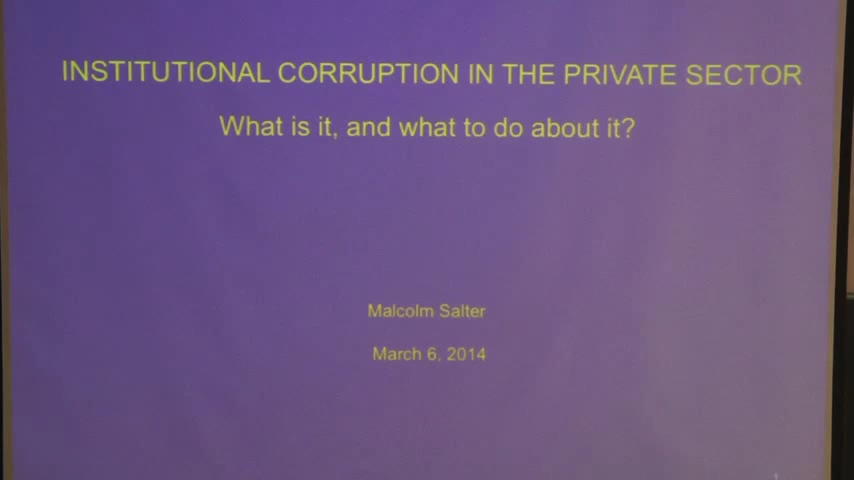 INSTITUTIONAL CORRUPTION IN THE PRIVATE SECTOR
What is it, and what to do about it?
Malcolm Salter
March 6, 2014